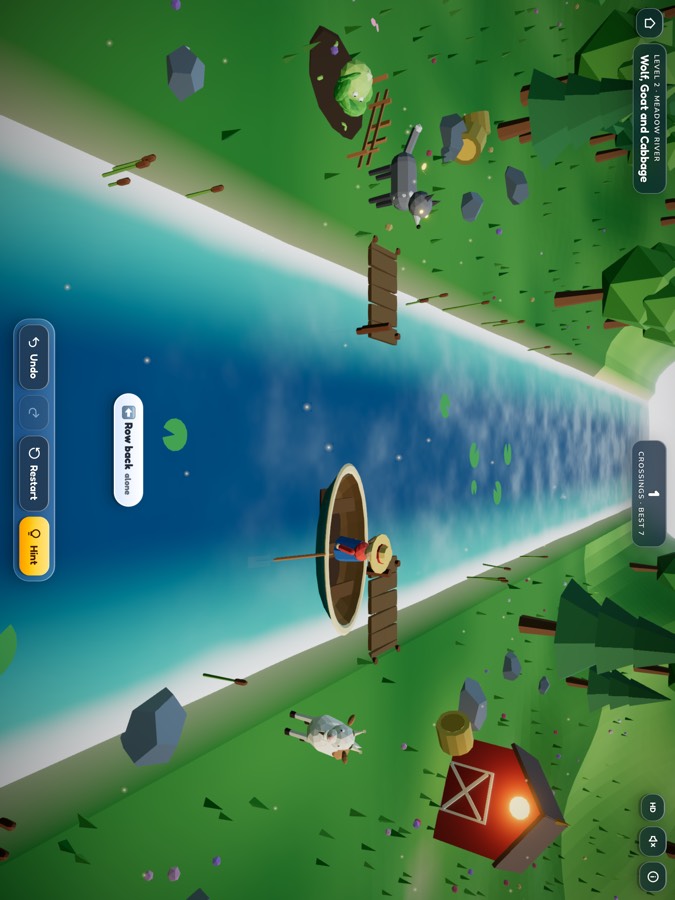 LEVEL 2 · MEADOW RIVER
Wolf, Goat and Cabbage
1
CROSSINGS · BEST 7
HD
Row back alone
Undo
Restart
Hint